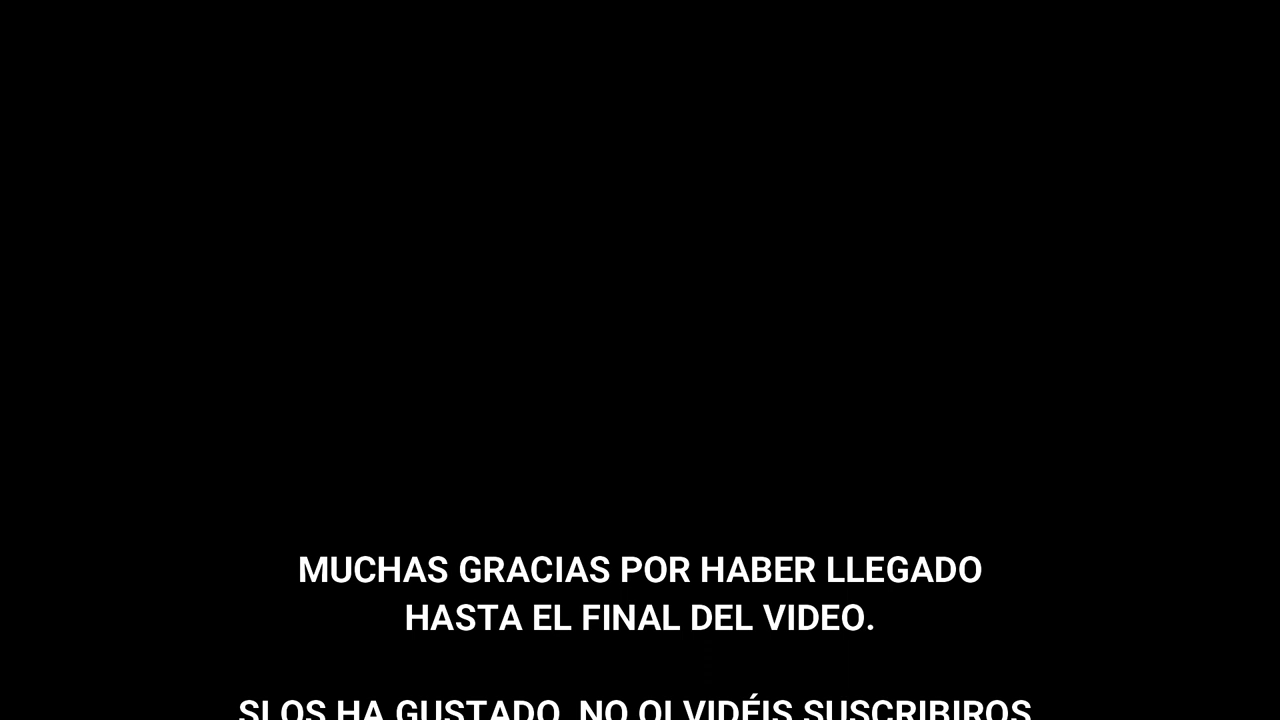 MUCHAS GRACIAS POR HABER LLEGADO
HASTA EL FINAL DEL VIDEO.
SI OS HA GUSTADO, NO OLVIDÉIS SUSCRIBIROS